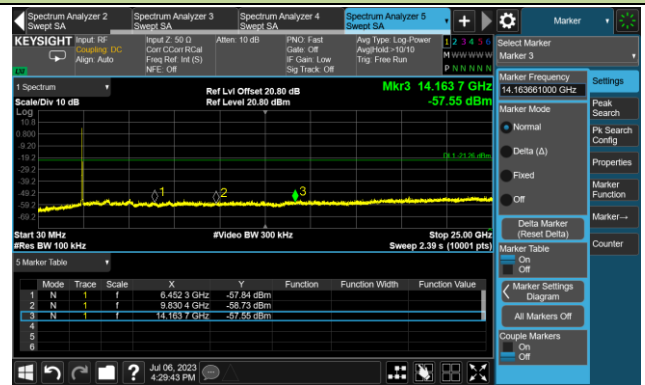 Spectrum Analyzer 2 Swept SA
Spectrum Analyzer 3 Swept SA
Spectrum Analyzer 4 Swept SA
Spectrum Analyzer 5 Swept SA
+
Marker
KEYSIGHT
Input: RF
Coupling: DC
Align: Auto
Input Z: 50 Ω
Corr CCorr RCal
Freq Ref: Int (S)
NFE: Off
Atten: 10 dB
PNO: Fast
Gate: Off
IF Gain: Low
Sig Track: Off
Avg Type: Log-Power
Avg|Hold:>10/10
Trig: Free Run
1 2 3 4 5 6
M W W W W W
P N N N N N
Select Marker
Marker 3
1 Spectrum
Scale/Div 10 dB
Log
Ref Lvl Offset 20.80 dB
Ref Level 20.80 dBm
Mkr3 14.163 7 GHz
-57.55 dBm
10.8
0.800
-9.20
-19.2
-29.2
-39.2
-49.2
-59.2
-69.2
DL1 -21.26 dBm
1
2
3
Start 30 MHz
#Res BW 100 kHz
#Video BW 300 kHz
Stop 25.00 GHz
Sweep 2.39 s (10001 pts)
5 Marker Table
Mode Trace Scale X Y Function Function Width Function Value
1 N 1 f 6.452 3 GHz -57.84 dBm
2 N 1 f 9.830 4 GHz -58.73 dBm
3 N 1 f 14.163 7 GHz -57.55 dBm
4
5
6
Marker Frequency
14.163661000 GHz
Marker Mode
Normal
Delta (Δ)
Fixed
Off
Delta Marker
(Reset Delta)
Marker Table
On
Off
Marker Settings
Diagram
All Markers Off
Couple Markers
On
Off
Settings
Peak
Search
Pk Search
Config
Properties
Marker
Function
Marker→
Counter
?
Jul 06, 2023
4:29:43 PM